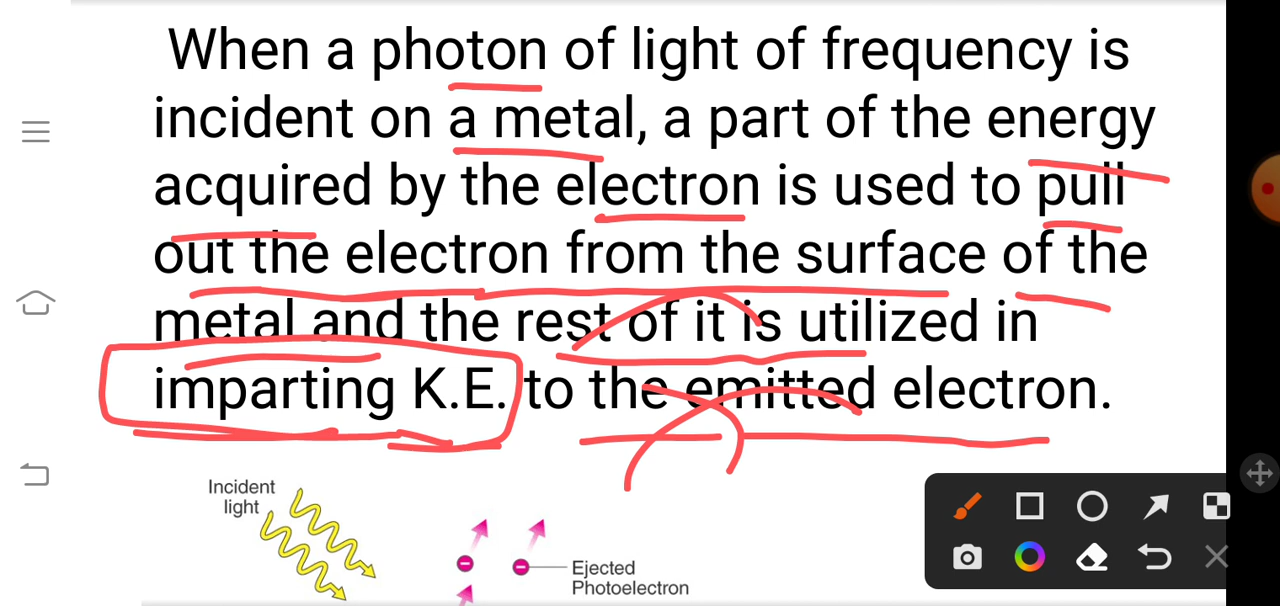 When a photon of light of frequency is
incident on a metal, a part of the energy
acquired by the electron is used to pull
out the electron from the surface of the
metal and the rest of it is utilized in
imparting K.E. to the emitted electron.
Incident
light
Ejected
Photoelectron